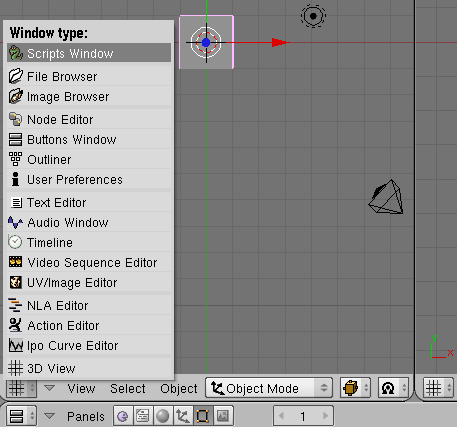 Window type:
Scripts Window
File Browser
Image Browser
Node Editor
Buttons Window
Outliner
User Preferences
Text Editor
Audio Window
Timeline
Video Sequence Editor
UV/Image Editor
NLA Editor
Action Editor
Ipo Curve Editor
3D View
View Select Object Object Mode
Panels 1
x